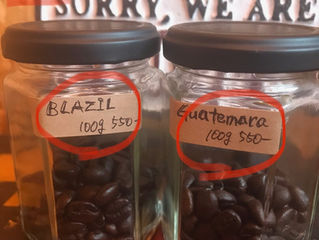 SORRY, WE ARE
BLAZIL
100g 550-
Guatemara
100g 550-